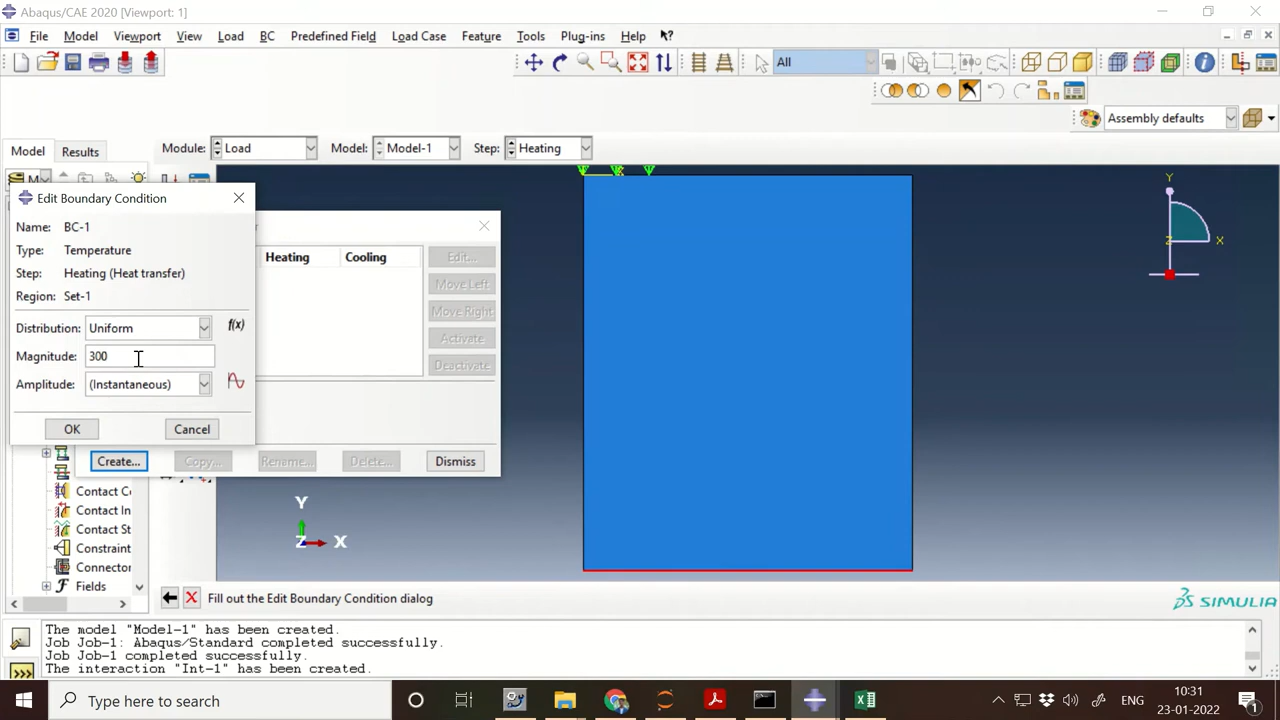 Abaqus/CAE 2020 [Viewport: 1]
File Model Viewport View Load BC Predefined Field Load Case Feature Tools Plug-ins Help
All
Assembly defaults
Model Results
Module: Load Model: Model-1 Step: Heating
Edit Boundary Condition
Name: BC-1
Type: Temperature
Step: Heating (Heat transfer)
Region: Set-1
Distribution: Uniform f(x)
Magnitude: 300
Amplitude: (Instantaneous)
OK Cancel
Heating Cooling
Edit...
Move Left
Move Right
Activate
Deactivate
Create... Copy... Rename... Delete... Dismiss
Contact Co
Contact In
Contact St
Constraint
Connector
Fields
Y
Z X
Y
Z X
Fill out the Edit Boundary Condition dialog
SIMULIA
The model "Model-1" has been created.
Job Job-1: Abaqus/Standard completed successfully.
Job Job-1 completed successfully.
The interaction "Int-1" has been created.
>>>
Type here to search
ENG
10:31
23-01-2022
1